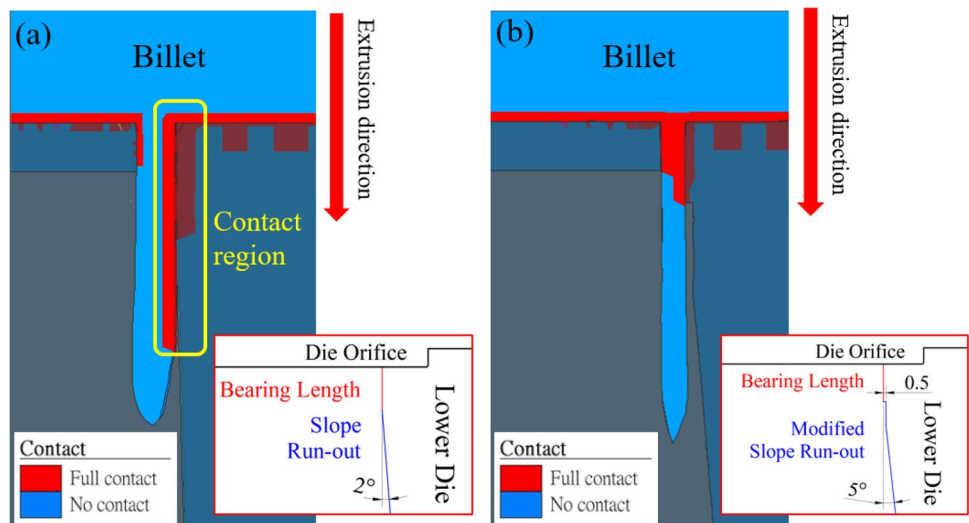 (a)
Billet
Extrusion direction
Contact
region
Die Orifice
Bearing Length
Slope
Run-out
Lower Die
2°
Contact
Full contact
No contact
(b)
Billet
Extrusion direction
Die Orifice
Bearing Length
0.5
Modified
Slope Run-out
Lower Die
5°
Contact
Full contact
No contact